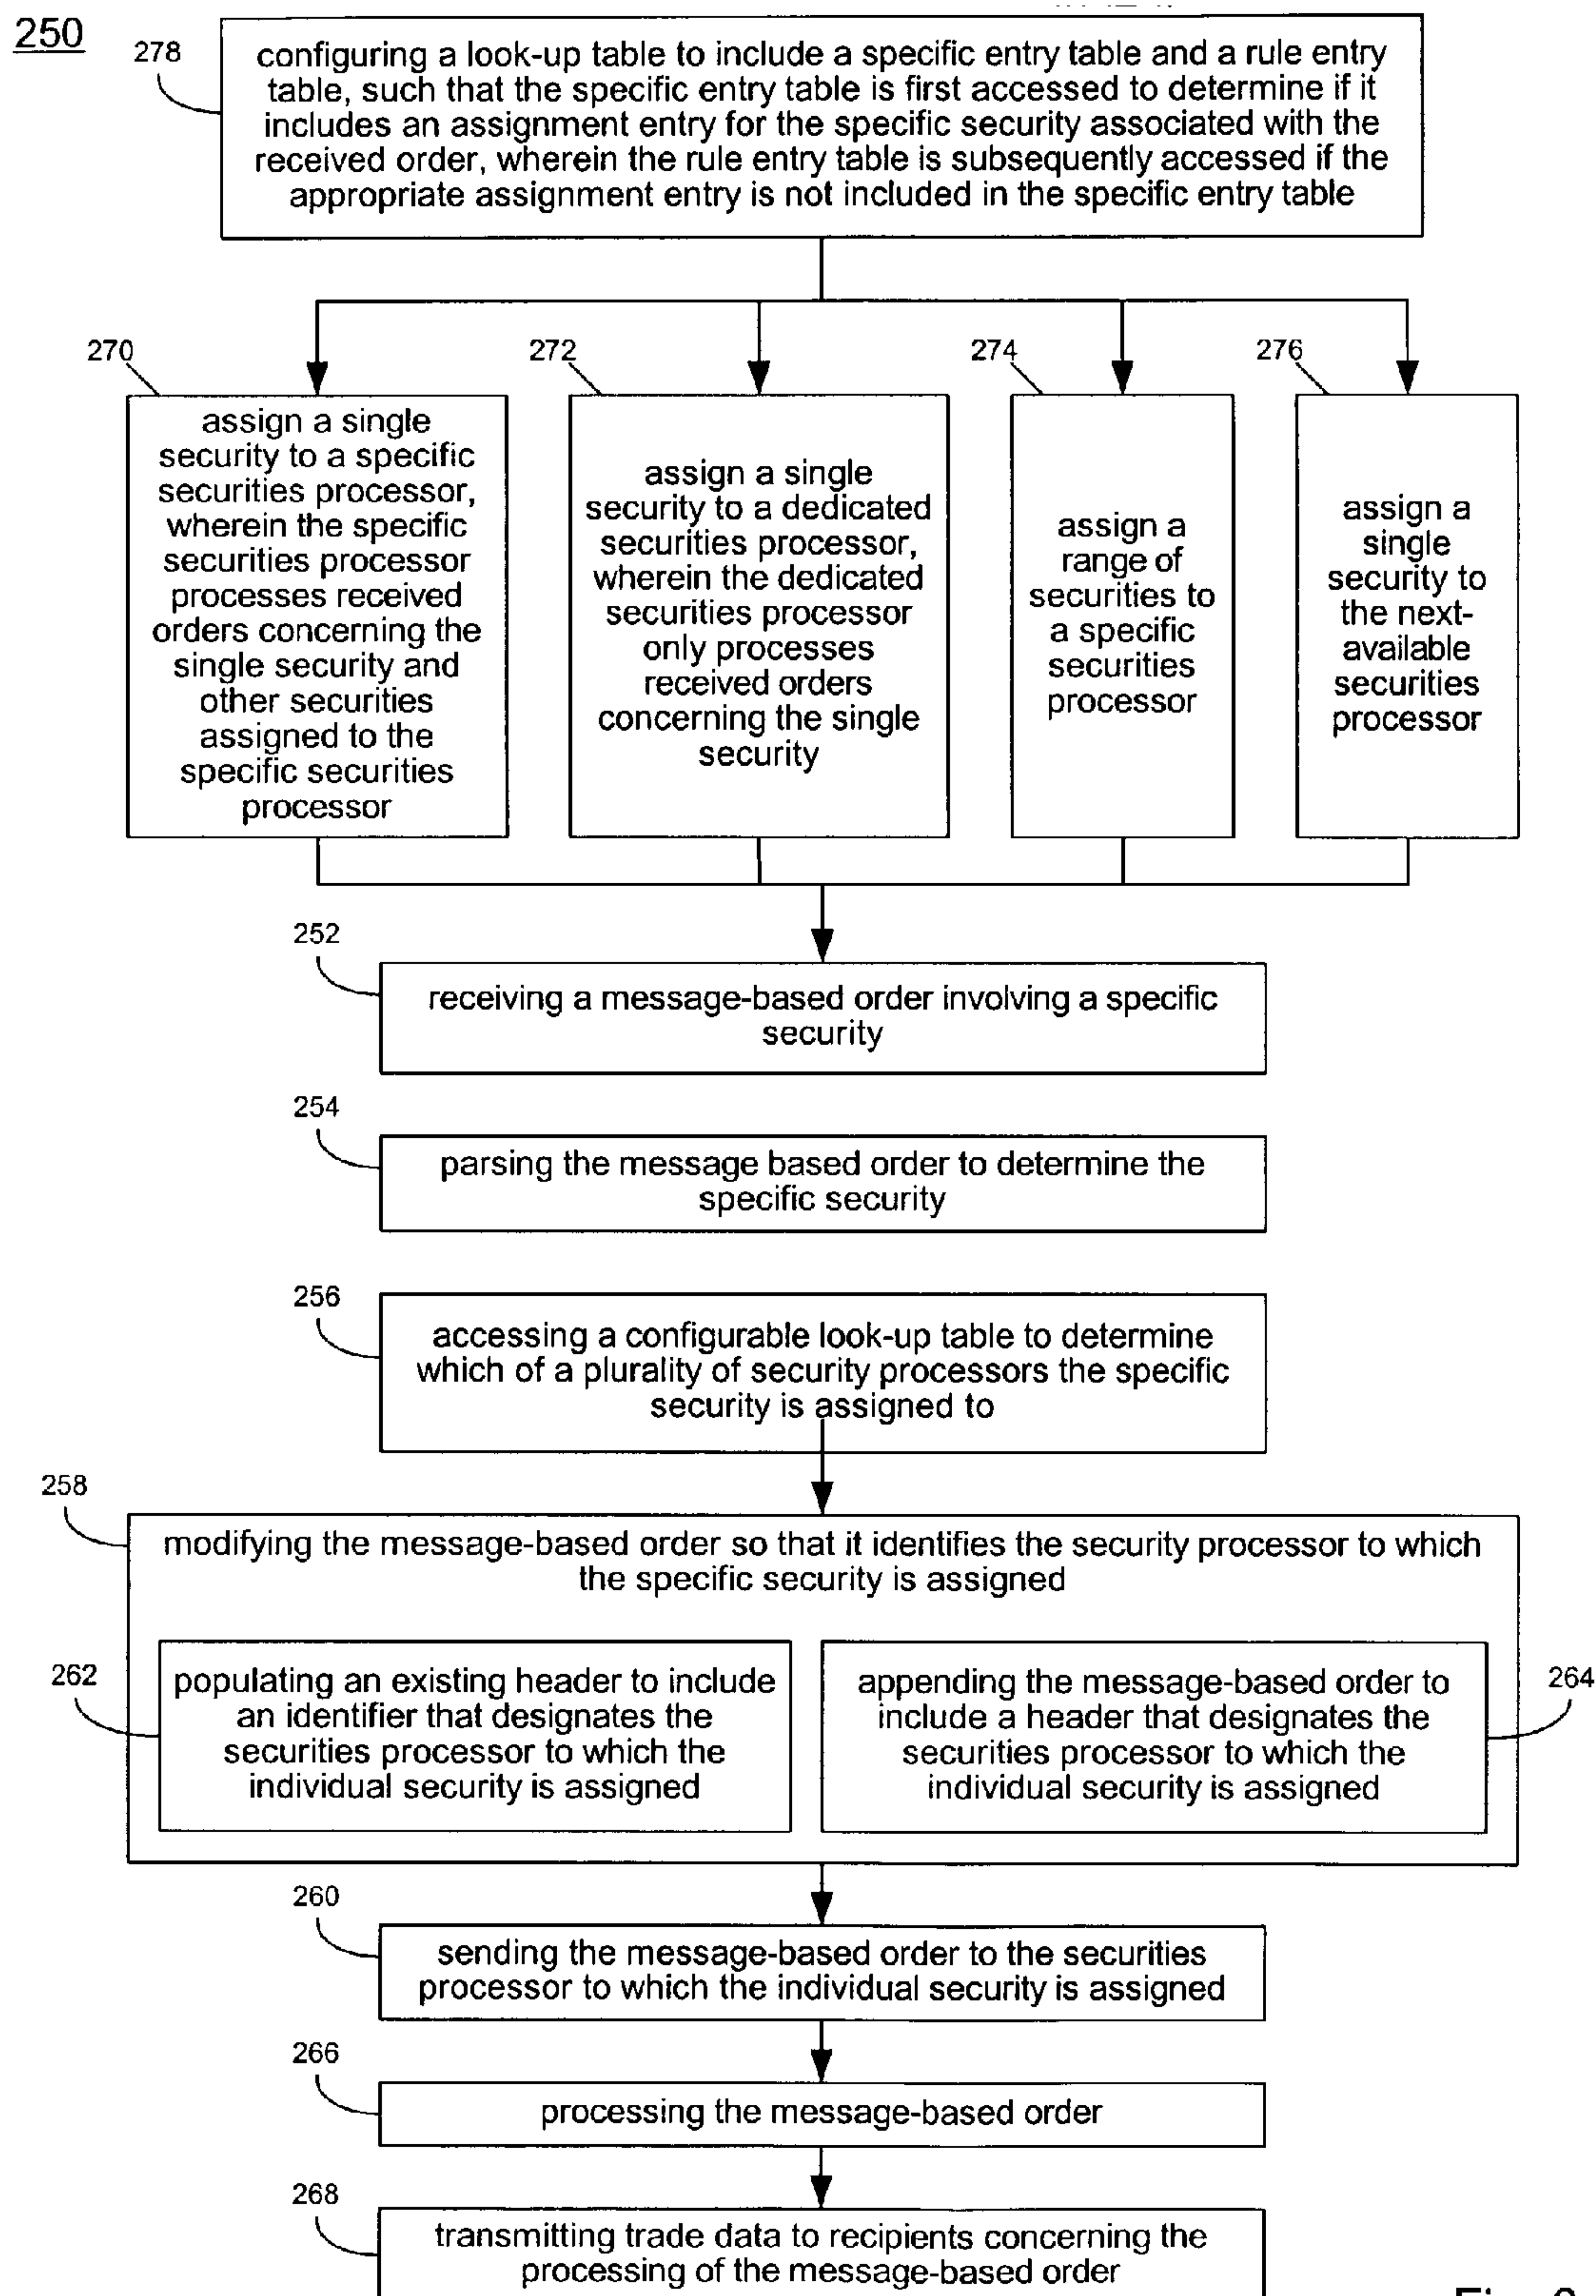 250
278
configuring a look-up table to include a specific entry table and a rule entry
table, such that the specific entry table is first accessed to determine if it
includes an assignment entry for the specific security associated with the
received order, wherein the rule entry table is subsequently accessed if the
appropriate assignment entry is not included in the specific entry table
270
assign a single
security to a specific
securities processor,
wherein the specific
securities processor
processes received
orders concerning the
single security and
other securities
assigned to the
specific securities
processor
272
assign a single
security to a dedicated
securities processor,
wherein the dedicated
securities processor
only processes
received orders
concerning the single
security
274
assign a
range of
securities to
a specific
securities
processor
276
assign a
single
security to
the next-
available
securities
processor
252
receiving a message-based order involving a specific
security
254
parsing the message based order to determine the
specific security
256
accessing a configurable look-up table to determine
which of a plurality of security processors the specific
security is assigned to
258
modifying the message-based order so that it identifies the security processor to which
the specific security is assigned
262
populating an existing header to include
an identifier that designates the
securities processor to which the
individual security is assigned
264
appending the message-based order to
include a header that designates the
securities processor to which the
individual security is assigned
260
sending the message-based order to the securities
processor to which the individual security is assigned
266
processing the message-based order
268
transmitting trade data to recipients concerning the
processing of the message-based order